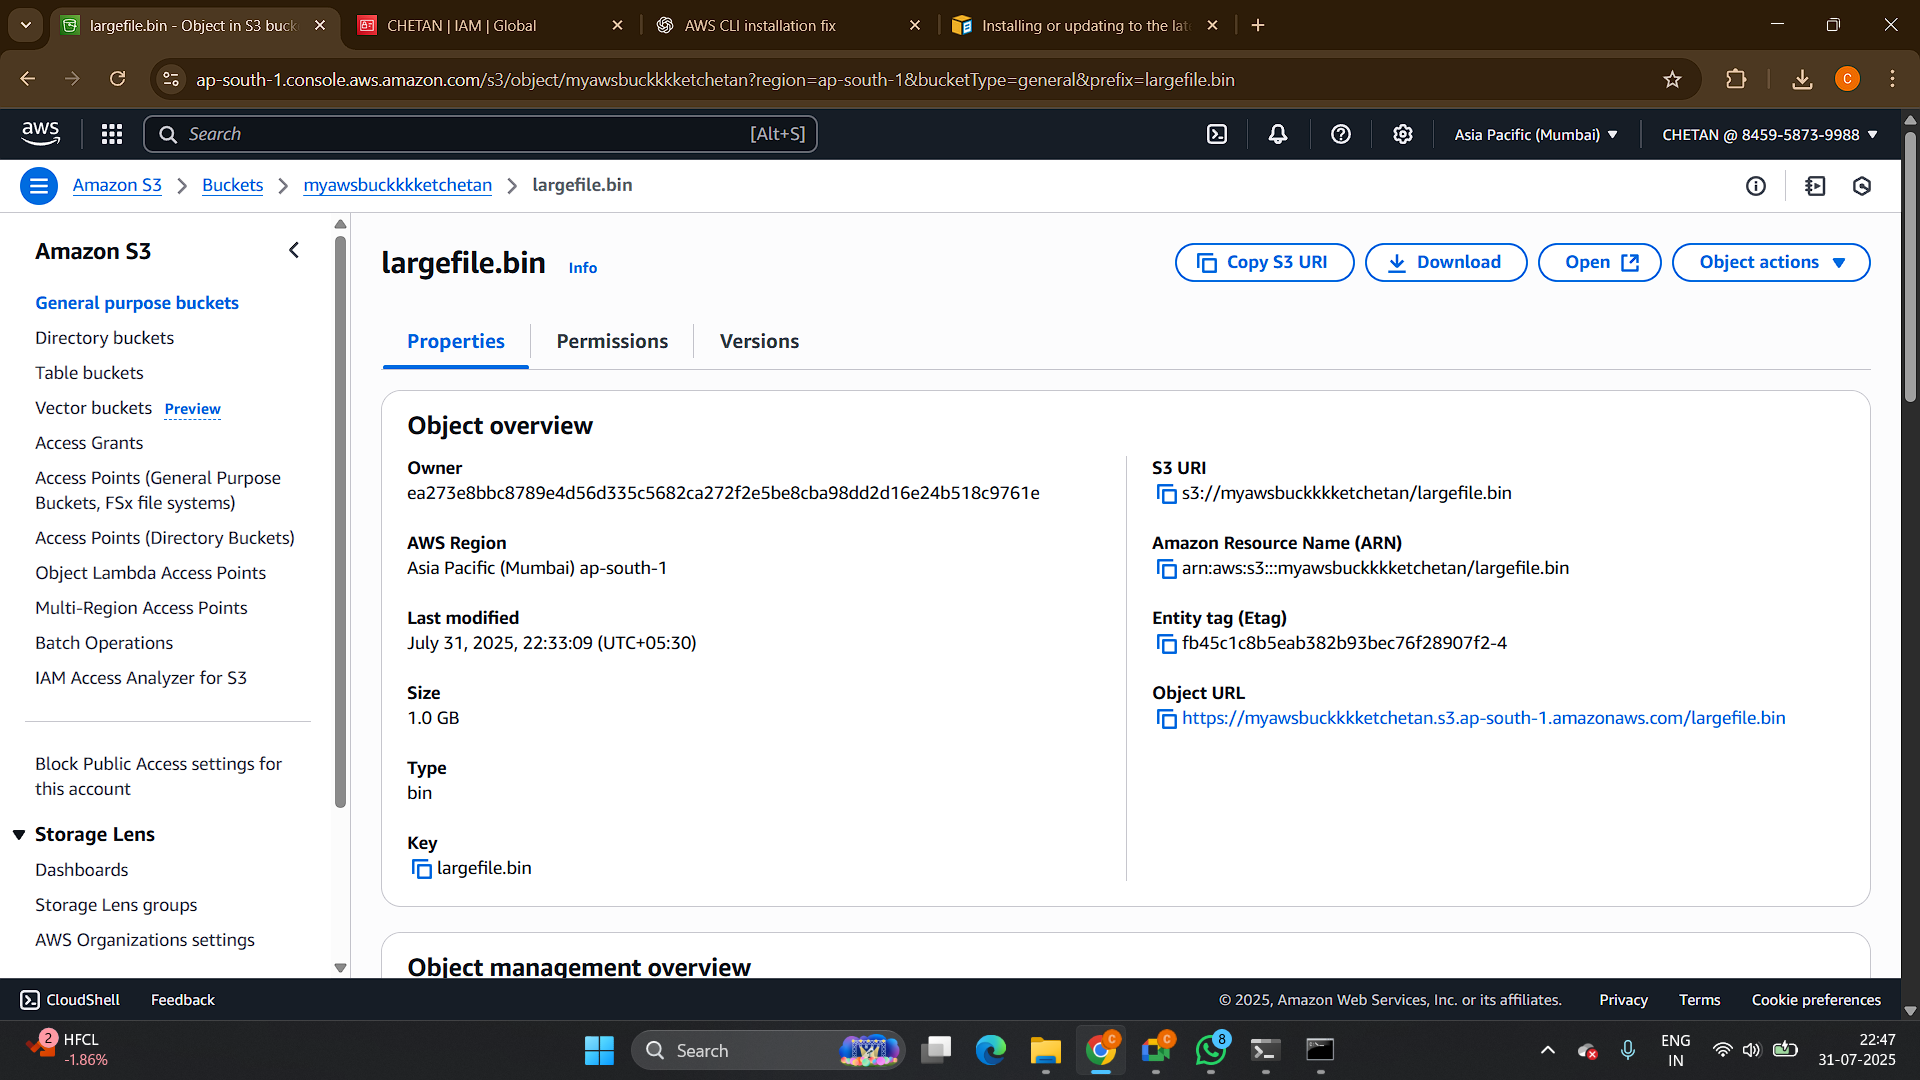 largefile.bin - Object in S3 buck
CHETAN | IAM | Global
AWS CLI installation fix
Installing or updating to the late
ap-south-1.console.aws.amazon.com/s3/object/myawsbuckkkketchetan?region=ap-south-1&bucketType=general&prefix=largefile.bin
C
aws
Search
[Alt+S]
Asia Pacific (Mumbai)
CHETAN @ 8459-5873-9988
Amazon S3
Buckets
myawsbuckkkketchetan
largefile.bin
Amazon S3
General purpose buckets
Directory buckets
Table buckets
Vector buckets Preview
Access Grants
Access Points (General Purpose
Buckets, FSx file systems)
Access Points (Directory Buckets)
Object Lambda Access Points
Multi-Region Access Points
Batch Operations
IAM Access Analyzer for S3
Block Public Access settings for
this account
Storage Lens
Dashboards
Storage Lens groups
AWS Organizations settings
largefile.bin Info
Copy S3 URI
Download
Open
Object actions
Properties
Permissions
Versions
Object overview
Owner
ea273e8bbc8789e4d56d335c5682ca272f2e5be8cba98dd2d16e24b518c9761e
AWS Region
Asia Pacific (Mumbai) ap-south-1
Last modified
July 31, 2025, 22:33:09 (UTC+05:30)
Size
1.0 GB
Type
bin
Key
largefile.bin
S3 URI
s3://myawsbuckkkketchetan/largefile.bin
Amazon Resource Name (ARN)
arn:aws:s3:::myawsbuckkkketchetan/largefile.bin
Entity tag (Etag)
fb45c1c8b5eab382b93bec76f28907f2-4
Object URL
https://myawsbuckkkketchetan.s3.ap-south-1.amazonaws.com/largefile.bin
Object management overview
CloudShell
Feedback
© 2025, Amazon Web Services, Inc. or its affiliates.
Privacy
Terms
Cookie preferences
2
HFCL
-1.86%
Search
C
C
8
ENG
IN
22:47
31-07-2025